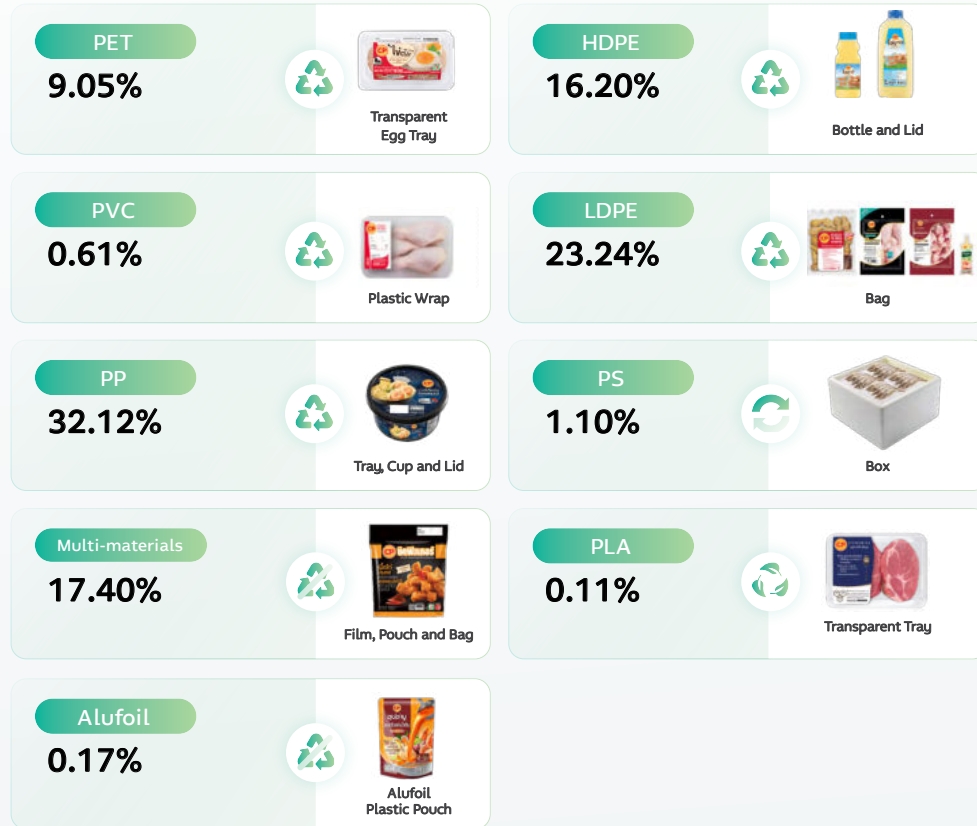 PET
9.05%
Transparent
Egg Tray
HDPE
16.20%
Bottle and Lid
PVC
0.61%
Plastic Wrap
LDPE
23.24%
Bag
PP
32.12%
Tray, Cup and Lid
PS
1.10%
Box
Multi-materials
17.40%
Film, Pouch and Bag
PLA
0.11%
CP
Transparent Tray
Alufoil
0.17%
Alufoil
Plastic Pouch